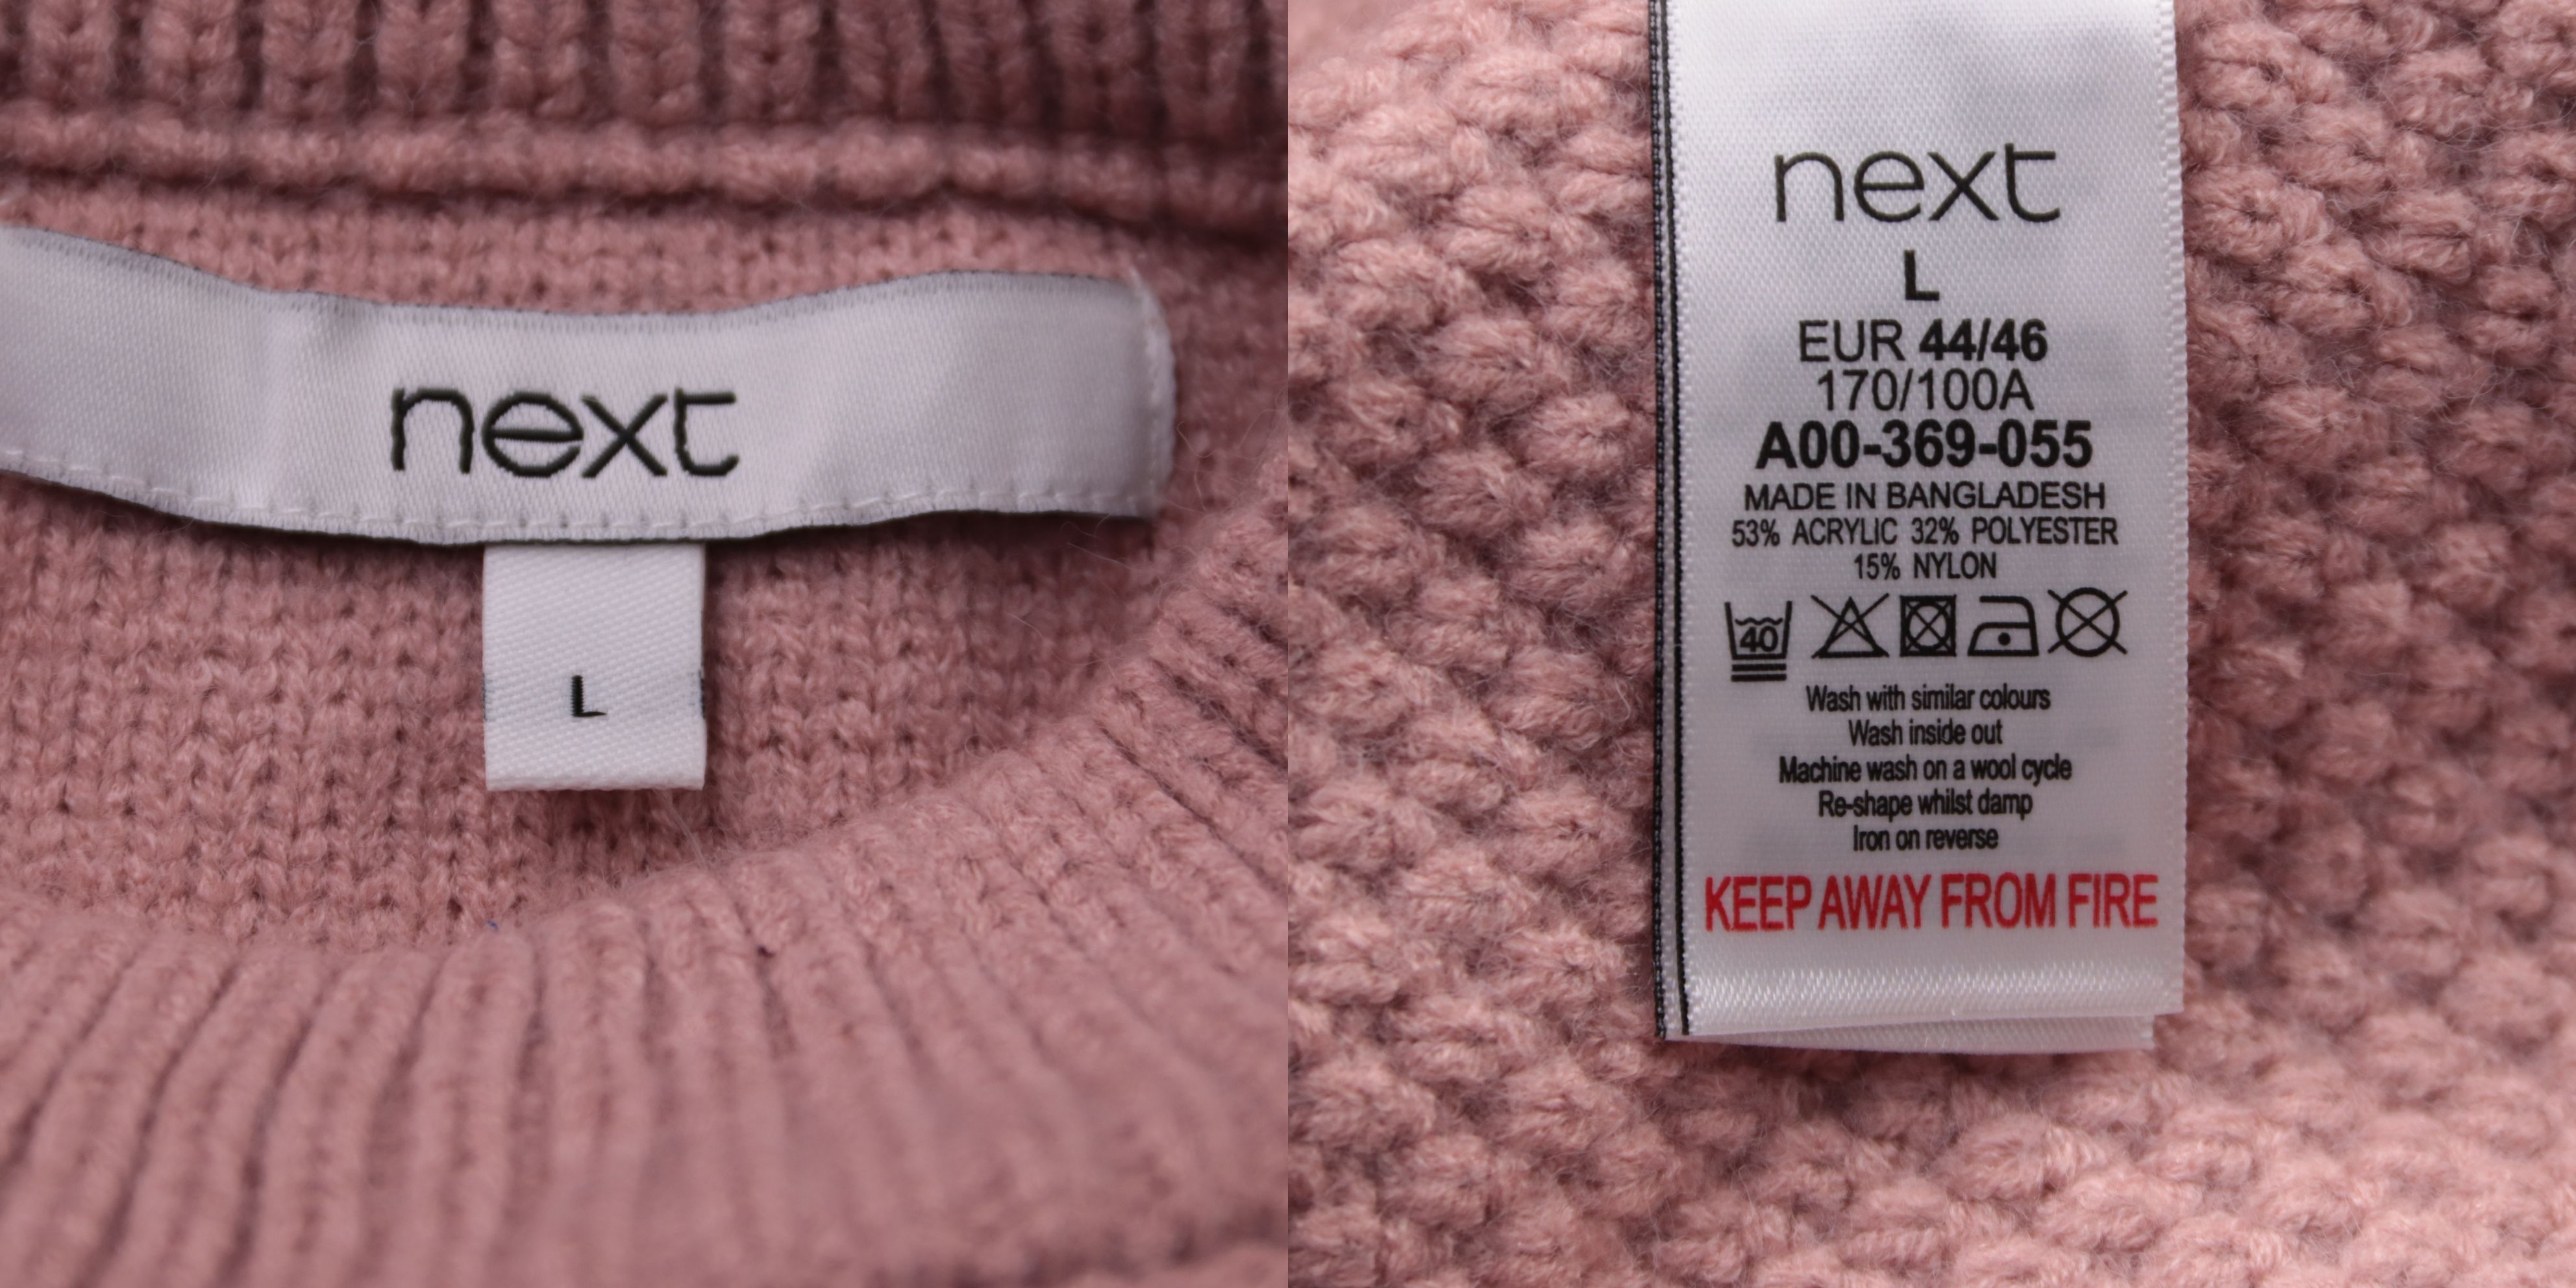 next
L
next
L
EUR 44/46
170/100A
A00-369-055
MADE IN BANGLADESH
53% ACRYLIC 32% POLYESTER
15% NYLON
40
Wash with similar colours
Wash inside out
Machine wash on a wool cycle
Re-shape whilst damp
Iron on reverse
KEEP AWAY FROM FIRE